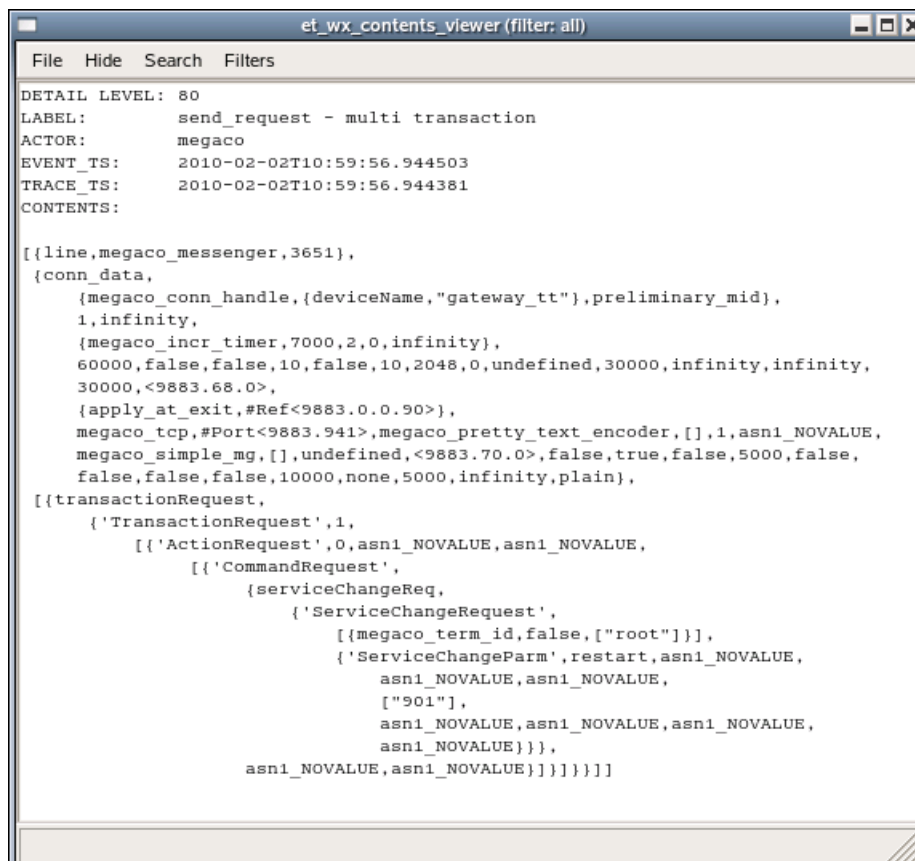 et_wx_contents_viewer (filter: all)
File Hide Search Filters
DETAIL LEVEL: 80
LABEL: send_request - multi transaction
ACTOR: megaco
EVENT_TS: 2010-02-02T10:59:56.944503
TRACE_TS: 2010-02-02T10:59:56.944381
CONTENTS:
[{line,megaco_messenger,3651},
{conn_data,
{megaco_conn_handle,{deviceName,"gateway_tt"},preliminary_mid},
1,infinity,
{megaco_incr_timer,7000,2,0,infinity},
60000,false,false,10,false,10,2048,0,undefined,30000,infinity,infinity,
30000,<9883.68.0>,
{apply_at_exit,#Ref<9883.0.0.90>},
megaco_tcp,#Port<9883.941>,megaco_pretty_text_encoder,[],1,asn1_NOVALUE,
megaco_simple_mg,[],undefined,<9883.70.0>,false,true,false,5000,false,
false,false,false,10000,none,5000,infinity,plain},
[{transactionRequest,
{'TransactionRequest',1,
[{'ActionRequest',0,asn1_NOVALUE,asn1_NOVALUE,
[{'CommandRequest',
{serviceChangeReq,
{'ServiceChangeRequest',
[{megaco_term_id,false,["root"]}],
{'ServiceChangeParm',restart,asn1_NOVALUE,
asn1_NOVALUE,asn1_NOVALUE,
["901"],
asn1_NOVALUE,asn1_NOVALUE,asn1_NOVALUE,
asn1_NOVALUE}}},
asn1_NOVALUE,asn1_NOVALUE}]}]}}]]